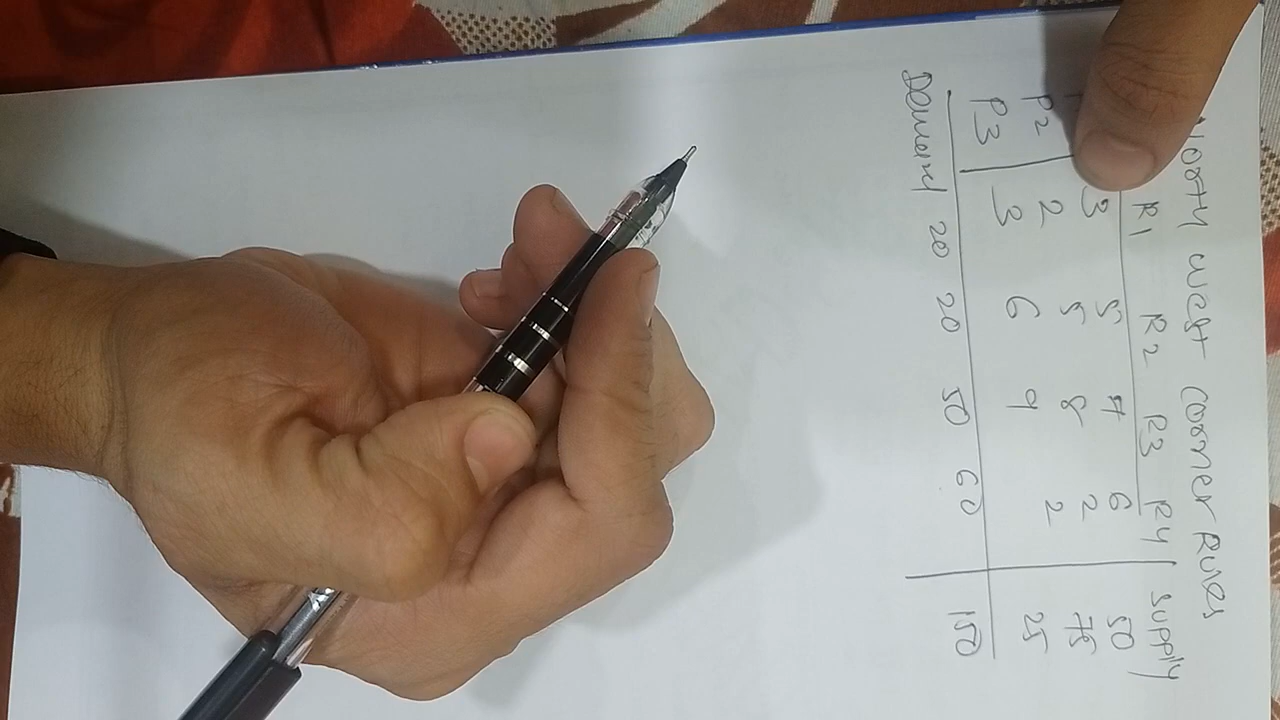 North West Corner Rules
R1 R2 R3 R4 Supply
3 5 7 6 50
P2 2 5 8 2 75
P3 3 6 9 2 25
Demand 20 20 50 60 150